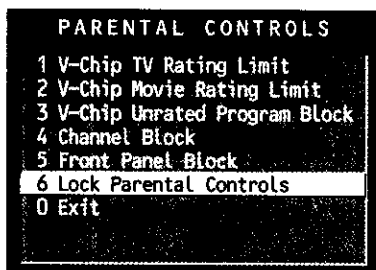 PARENTAL CONTROLS
1 V-Chip TV Rating Limit
2 V-Chip Movie Rating Limit
3 V-Chip Unrated Program Block
4 Channel Block
5 Front Panel Block
6 Lock Parental Controls
0 Exit